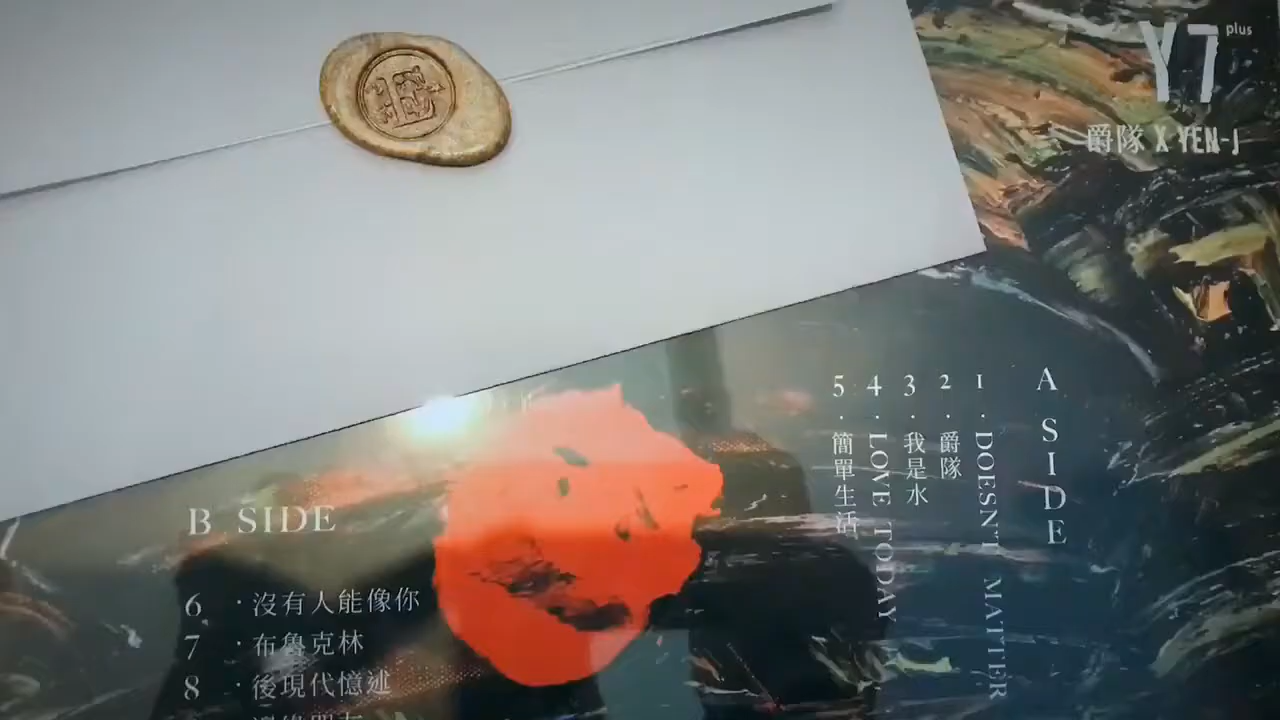 E
Y7 plus
爵隊 X YEN-J
A SIDE
1 · DOESN'T MATTER
2 · 爵隊
3 · 我是水
4 · LOVE TODAY
5 · 簡單生活
B SIDE
6 · 沒有人能像你
7 · 布魯克林
8 · 後現代憶述